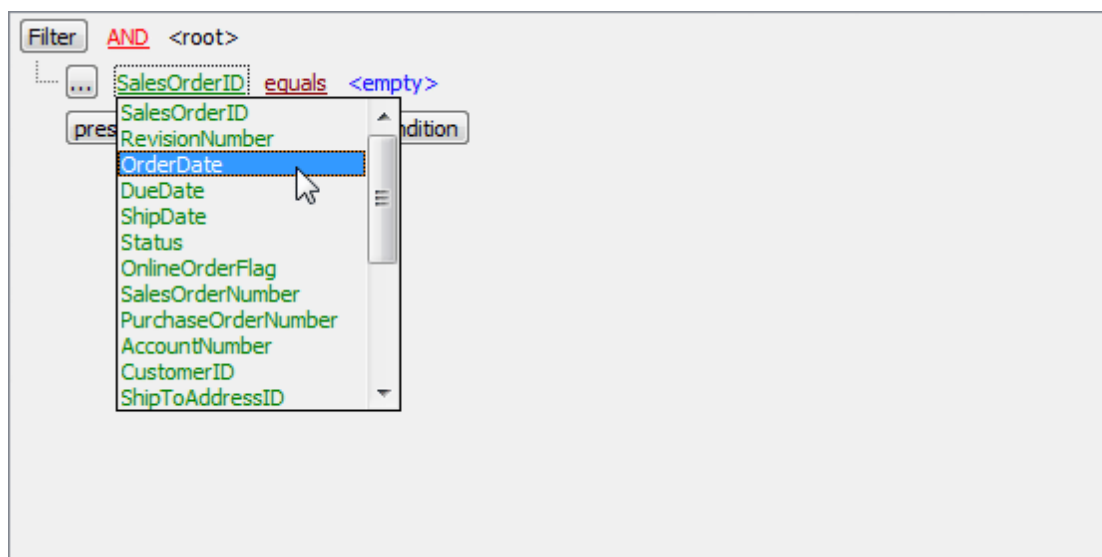 Filter AND <root>
... SalesOrderID equals <empty>
SalesOrderID
pres ndition
RevisionNumber
OrderDate
DueDate
ShipDate
Status
OnlineOrderFlag
SalesOrderNumber
PurchaseOrderNumber
AccountNumber
CustomerID
ShipToAddressID